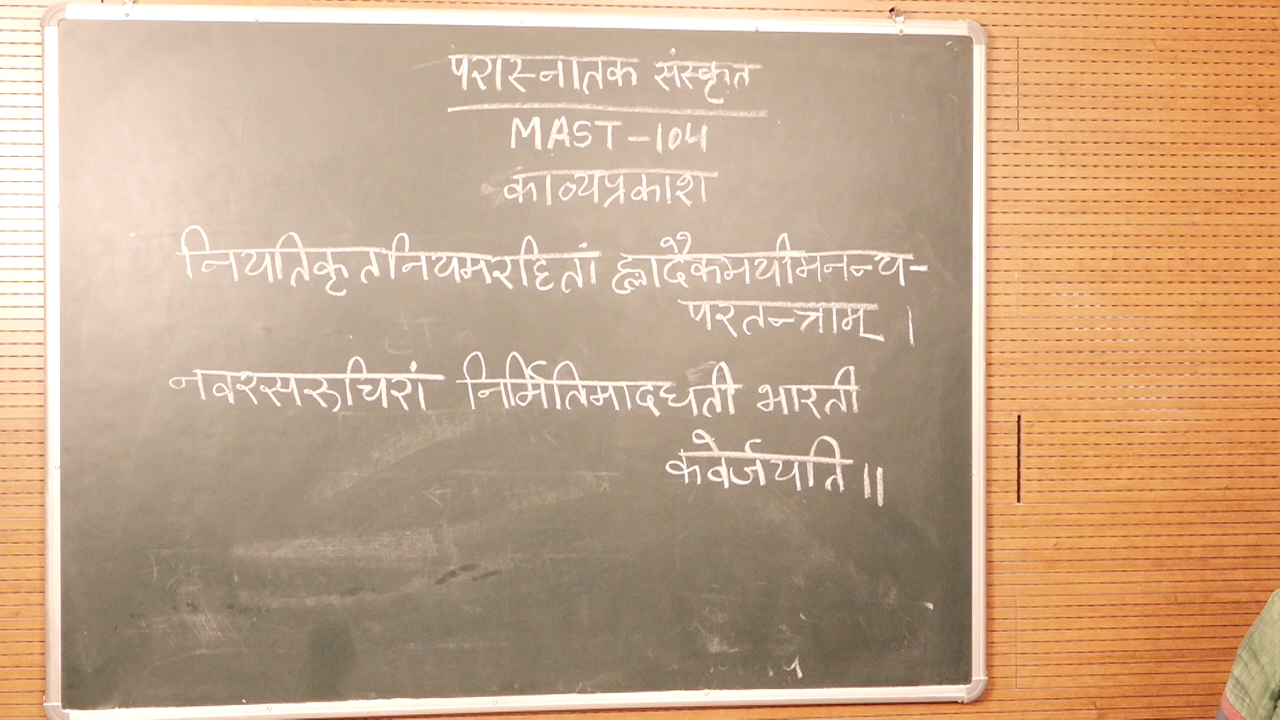 परास्नातक संस्कृत
MAST-104
काव्यप्रकाश
नियतिकृतनियमरहितां ह्लादैकमयीमनन्य-
परतन्त्राम् ।
नवरसरुचिरां निर्मितिमादधती भारती
कवेर्जयति ॥